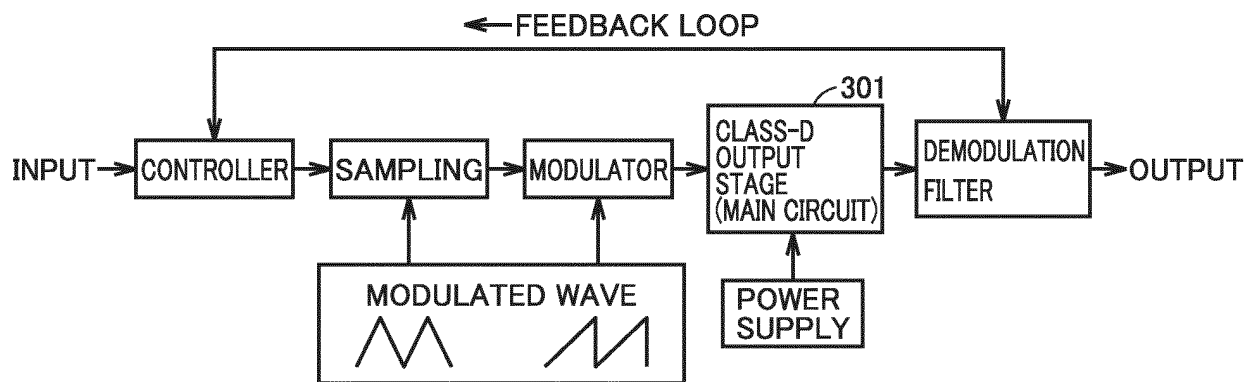 FEEDBACK LOOP
301
INPUT
CONTROLLER
SAMPLING
MODULATOR
CLASS-D
OUTPUT
STAGE
(MAIN CIRCUIT)
DEMODULATION
FILTER
OUTPUT
MODULATED WAVE
POWER
SUPPLY